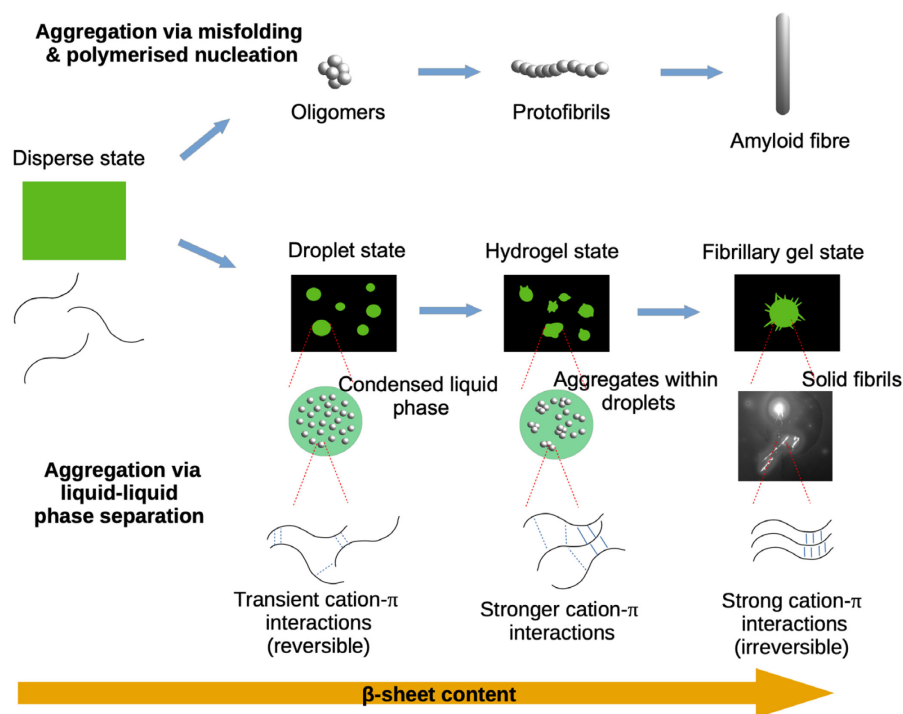 Aggregation via misfolding
& polymerised nucleation
Oligomers
Protofibrils
Amyloid fibre
Disperse state
Droplet state
Hydrogel state
Fibrillary gel state
Condensed liquid
phase
Aggregates within
droplets
Solid fibrils
Aggregation via
liquid-liquid
phase separation
Transient cation-π
interactions
(reversible)
Stronger cation-π
interactions
Strong cation-π
interactions
(irreversible)
β-sheet content